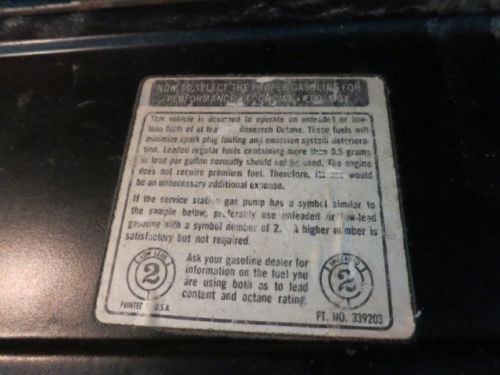 HOW TO SELECT THE PROPER GASOLINE FOR
PERFORMANCE - ECONOMY - ECOLOGY
This vehicle is designed to operate on unleaded or low-
lead fuels of at lea Research Octane. These fuels will
minimize spark plug fouling and emission system deteriora-
tion. Leaded regular fuels containing more than 0.5 grams
of lead per gallon normally should not be used. The engine
does not require premium fuel. Therefore, its use would
be an unnecessary additional expense.
If the service station gas pump has a symbol similar to
the sample below, preferably use unleaded or low-lead
gasoline with a symbol number of 2. A higher number is
satisfactory but not required.
LOW LEAD
2
Ask your gasoline dealer for
information on the fuel you
are using both as to lead
content and octane rating.
UNLEADED
2
PRINTED IN U.S.A.
PT. NO. 339203